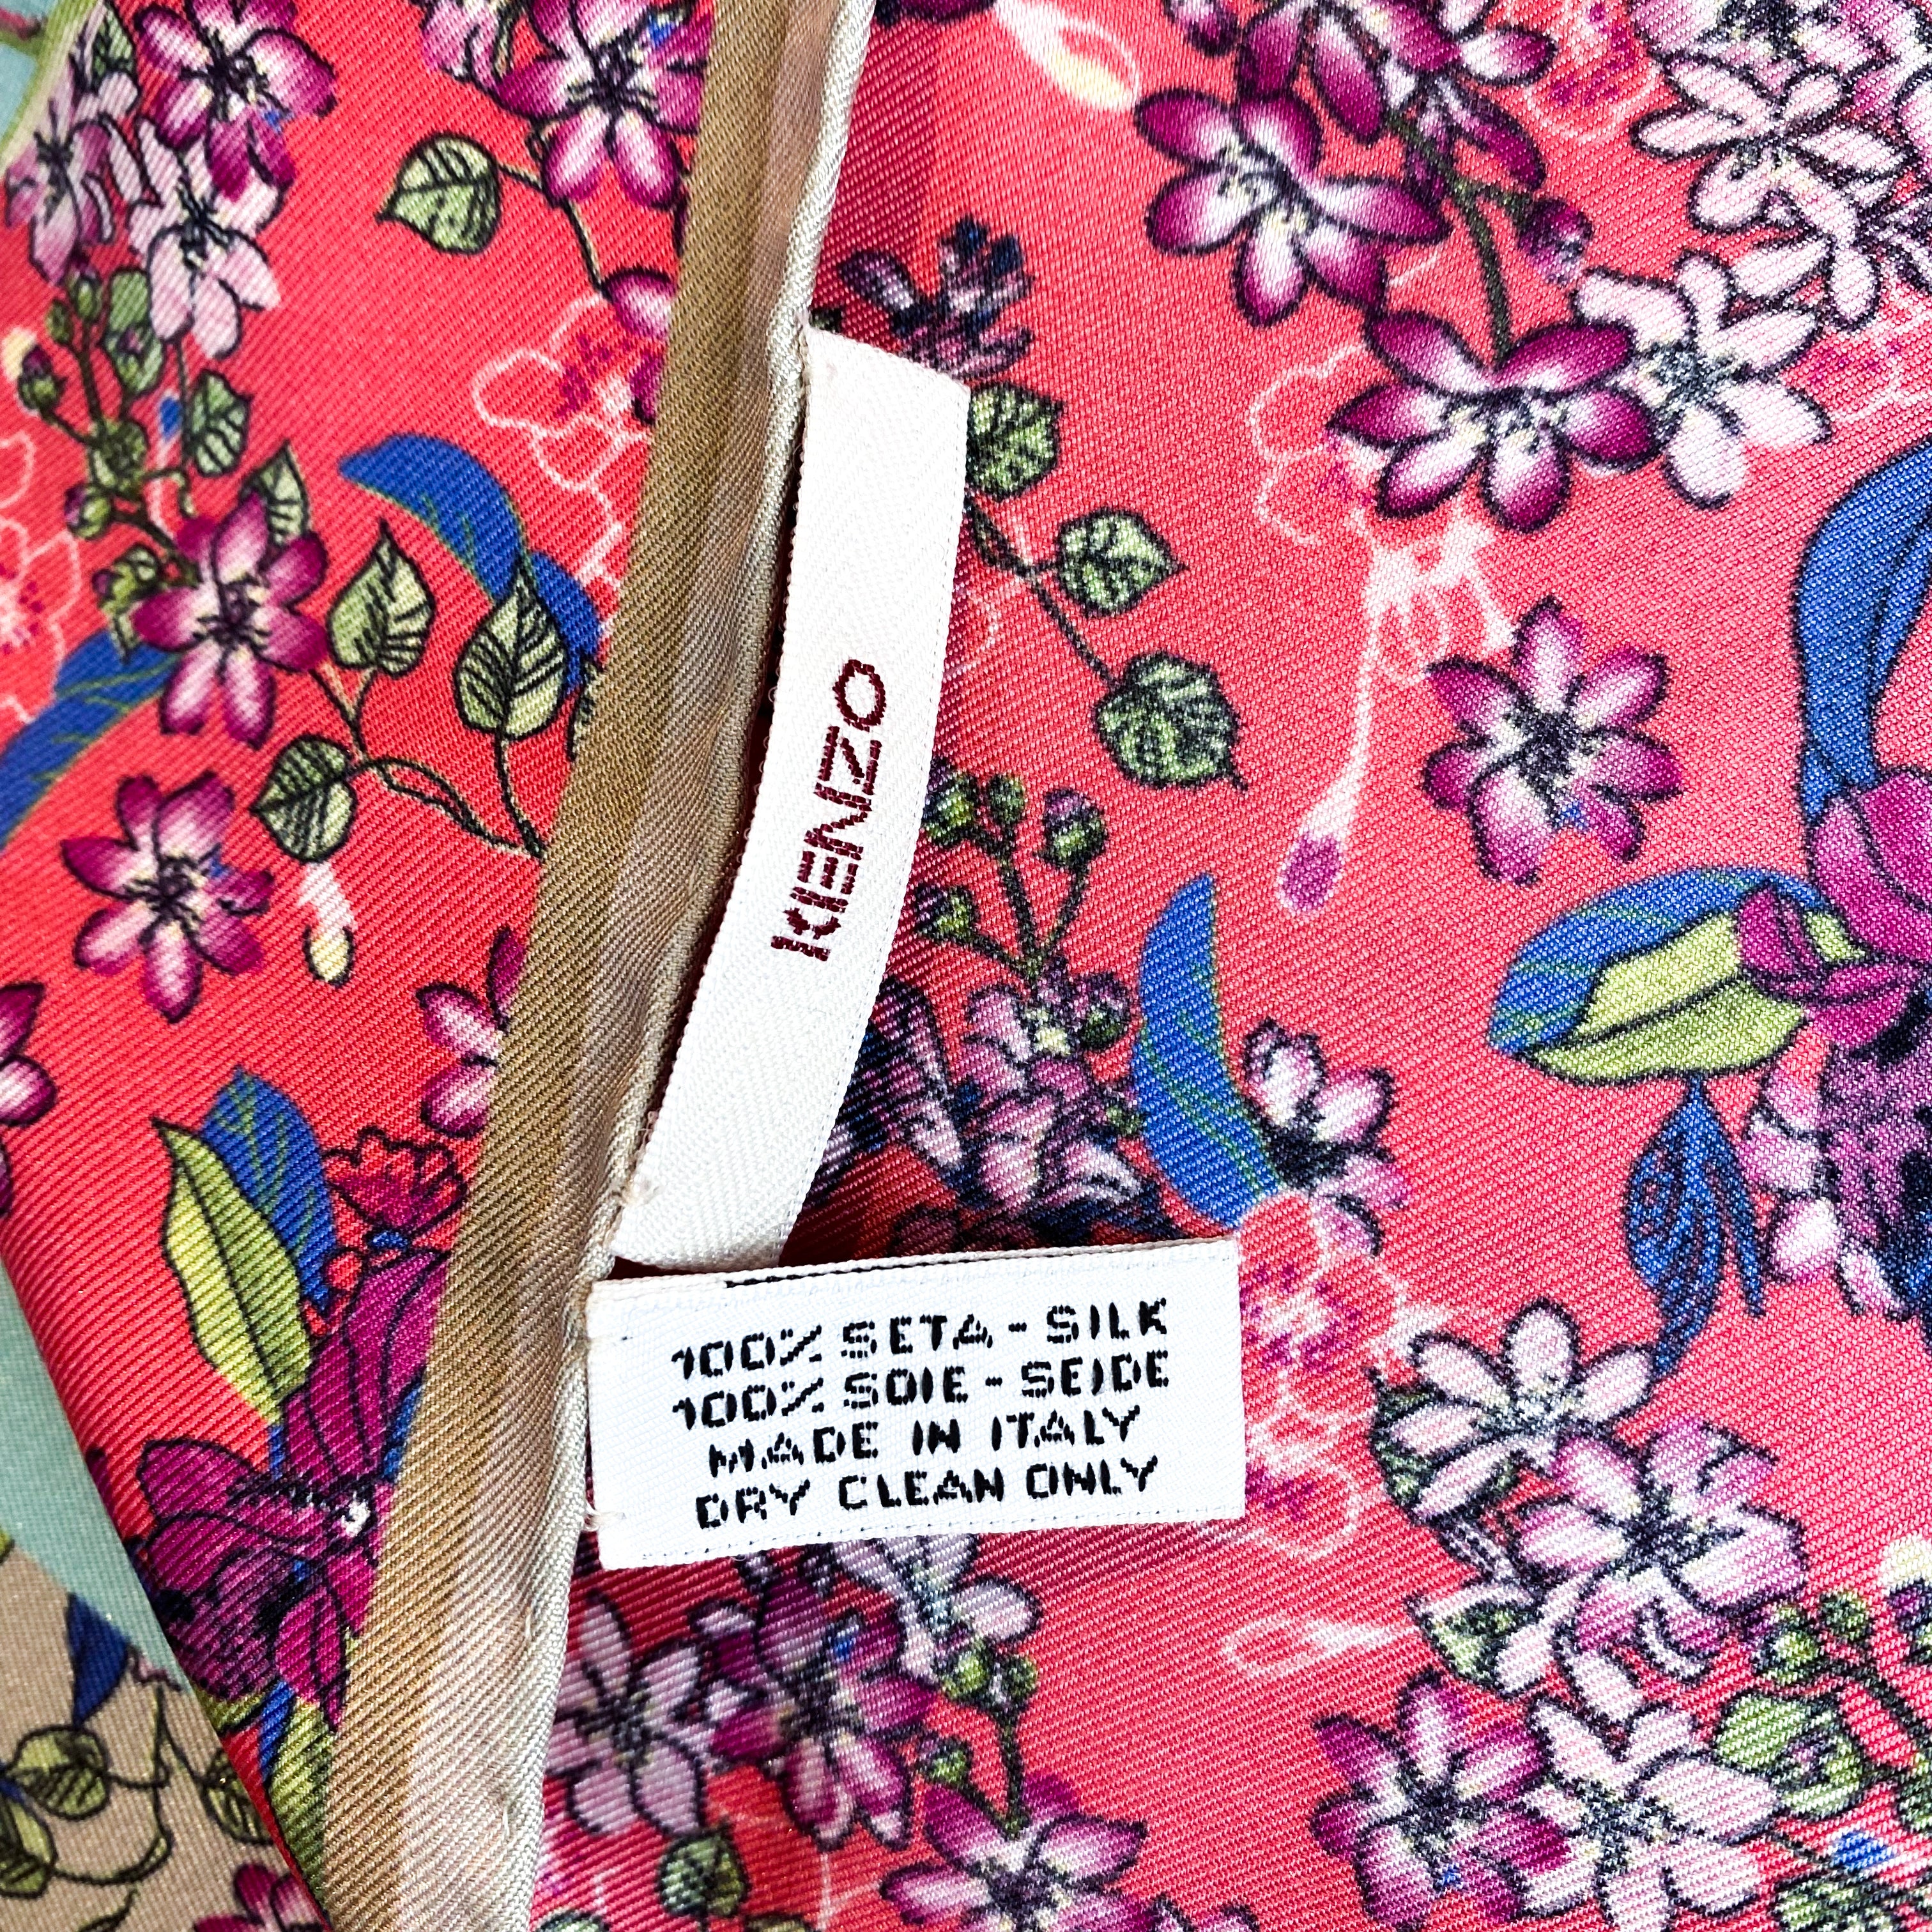 KENZO
100% SETA - SILK
100% SOIE - SEIDE
MADE IN ITALY
DRY CLEAN ONLY